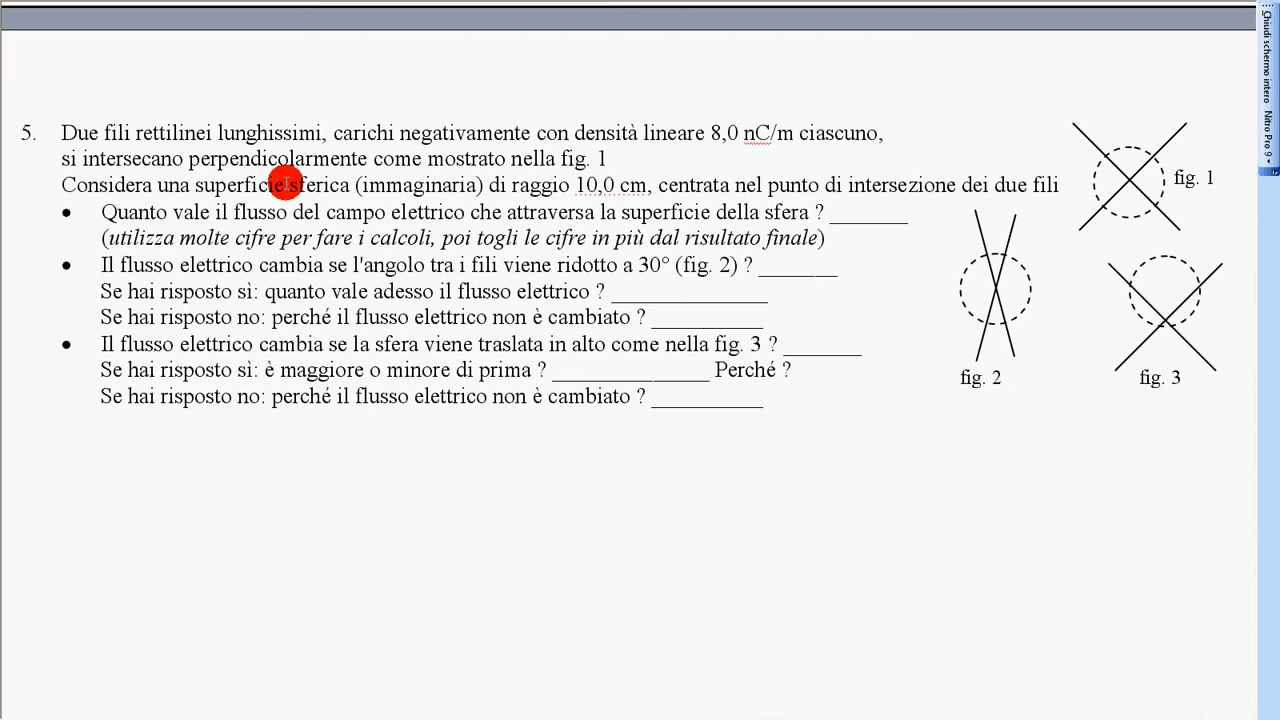 5. Due fili rettilinei lunghissimi, carichi negativamente con densità lineare 8,0 nC/m ciascuno,
si intersecano perpendicolarmente come mostrato nella fig. 1
Considera una superficie sferica (immaginaria) di raggio 10,0 cm, centrata nel punto di intersezione dei due fili
• Quanto vale il flusso del campo elettrico che attraversa la superficie della sfera ? _______
(utilizza molte cifre per fare i calcoli, poi togli le cifre in più dal risultato finale)
• Il flusso elettrico cambia se l'angolo tra i fili viene ridotto a 30° (fig. 2) ? _______
Se hai risposto sì: quanto vale adesso il flusso elettrico ? ______________
Se hai risposto no: perché il flusso elettrico non è cambiato ? __________
• Il flusso elettrico cambia se la sfera viene traslata in alto come nella fig. 3 ? _______
Se hai risposto sì: è maggiore o minore di prima ? ______________ Perché ?
Se hai risposto no: perché il flusso elettrico non è cambiato ? __________
fig. 1
fig. 2
fig. 3
Chiudi schermo intero
Nitro Pro 9